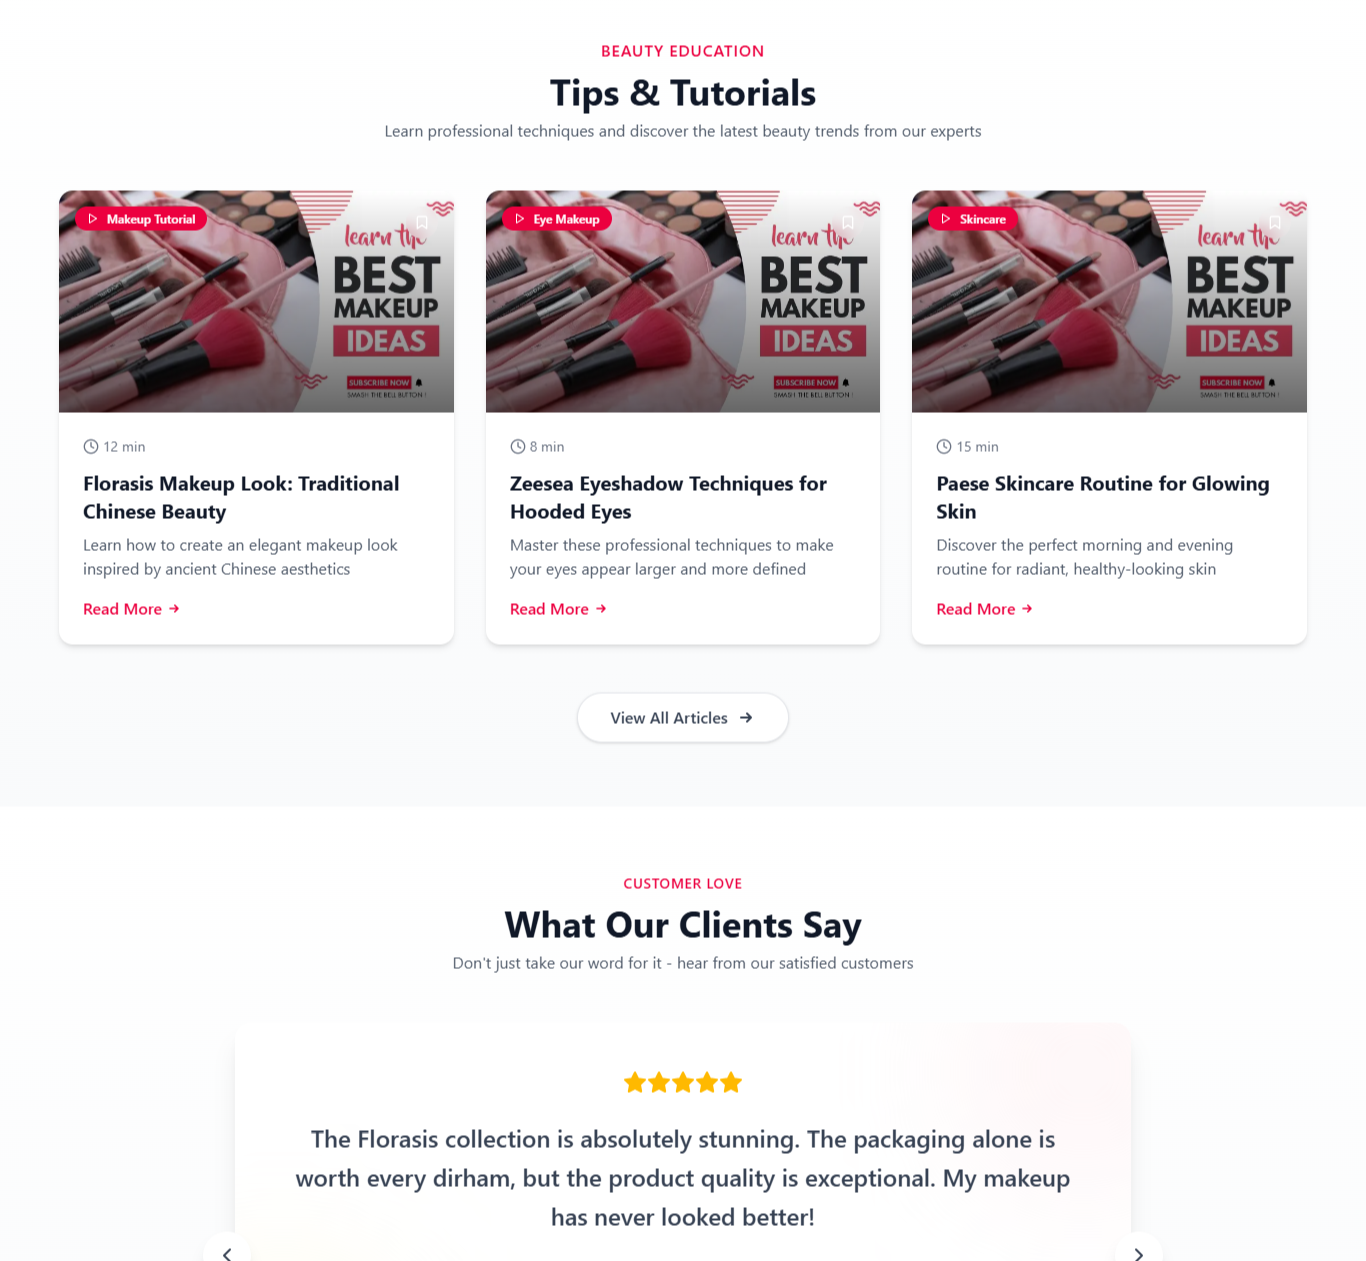 BEAUTY EDUCATION
Tips & Tutorials
Learn professional techniques and discover the latest beauty trends from our experts
Makeup Tutorial
learn the
BEST
MAKEUP
IDEAS
SUBSCRIBE NOW
SMASH THE BELL BUTTON !
12 min
Florasis Makeup Look: Traditional
Chinese Beauty
Learn how to create an elegant makeup look
inspired by ancient Chinese aesthetics
Read More
Eye Makeup
learn the
BEST
MAKEUP
IDEAS
SUBSCRIBE NOW
SMASH THE BELL BUTTON !
8 min
Zeesea Eyeshadow Techniques for
Hooded Eyes
Master these professional techniques to make
your eyes appear larger and more defined
Read More
Skincare
learn the
BEST
MAKEUP
IDEAS
SUBSCRIBE NOW
SMASH THE BELL BUTTON !
15 min
Paese Skincare Routine for Glowing
Skin
Discover the perfect morning and evening
routine for radiant, healthy-looking skin
Read More
View All Articles
CUSTOMER LOVE
What Our Clients Say
Don't just take our word for it - hear from our satisfied customers
The Florasis collection is absolutely stunning. The packaging alone is
worth every dirham, but the product quality is exceptional. My makeup
has never looked better!